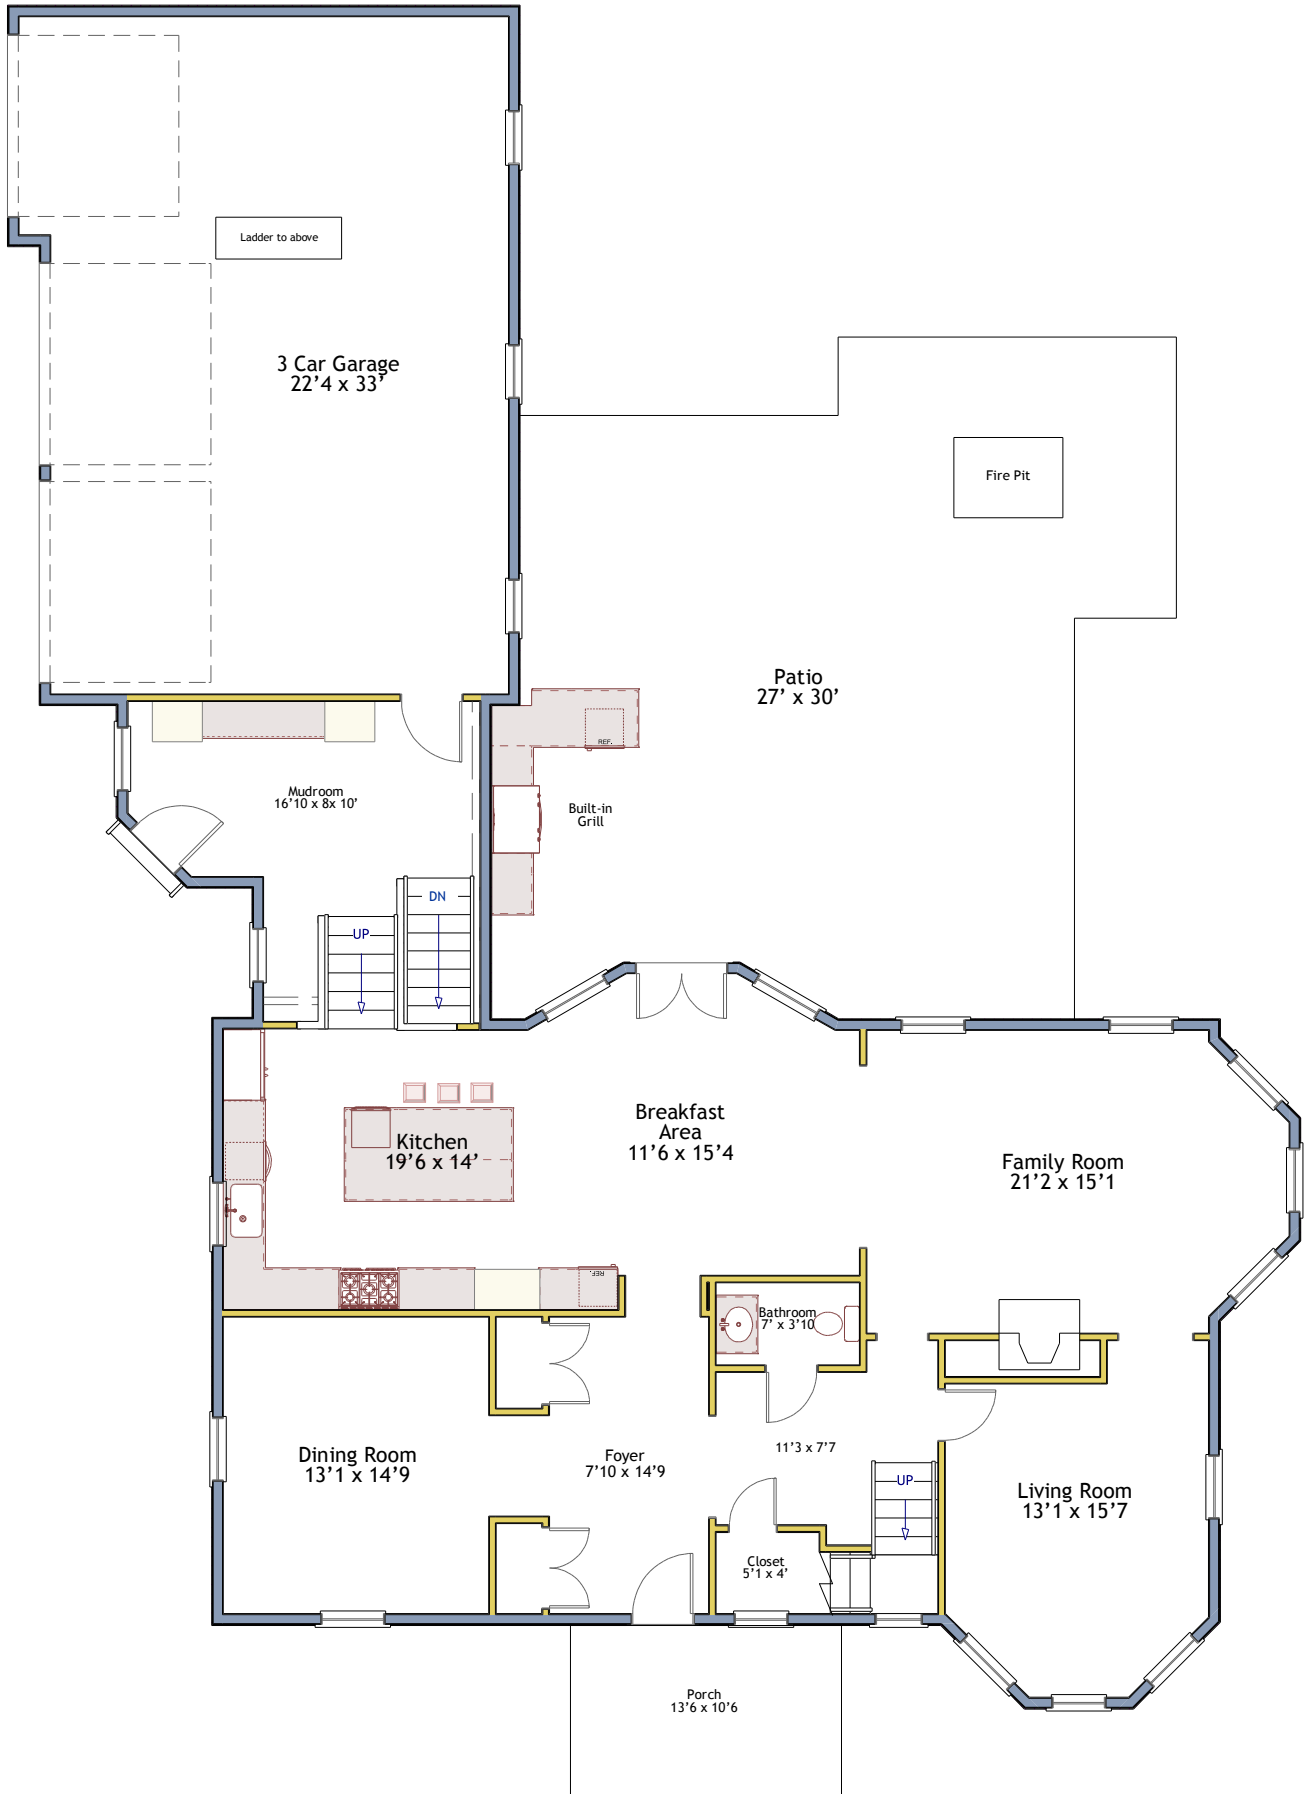 Ladder to above
3 Car Garage
22'4 x 33'
Fire Pit
Patio
27' x 30'
REF.
Mudroom
16'10 x 8x 10'
Built-in
Grill
DN
UP
Breakfast
Area
11'6 x 15'4
Kitchen
19'6 x 14'
Family Room
21'2 x 15'1
REF.
Bathroom
7' x 3'10
Dining Room
13'1 x 14'9
Foyer
7'10 x 14'9
11'3 x 7'7
UP
Living Room
13'1 x 15'7
Closet
5'1 x 4'
Porch
13'6 x 10'6